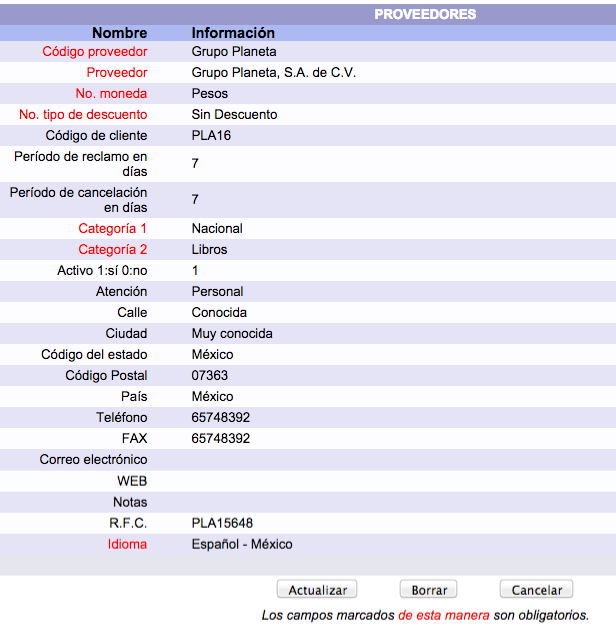 PROVEEDORES
Nombre Información
Código proveedor Grupo Planeta
Proveedor Grupo Planeta, S.A. de C.V.
No. moneda Pesos
No. tipo de descuento Sin Descuento
Código de cliente PLA16
Período de reclamo en
días 7
Período de cancelación
en días 7
Categoría 1 Nacional
Categoría 2 Libros
Activo 1:sí 0:no 1
Atención Personal
Calle Conocida
Ciudad Muy conocida
Código del estado México
Código Postal 07363
País México
Teléfono 65748392
FAX 65748392
Correo electrónico
WEB
Notas
R.F.C. PLA15648
Idioma Español - México
Actualizar Borrar Cancelar
Los campos marcados de esta manera son obligatorios.